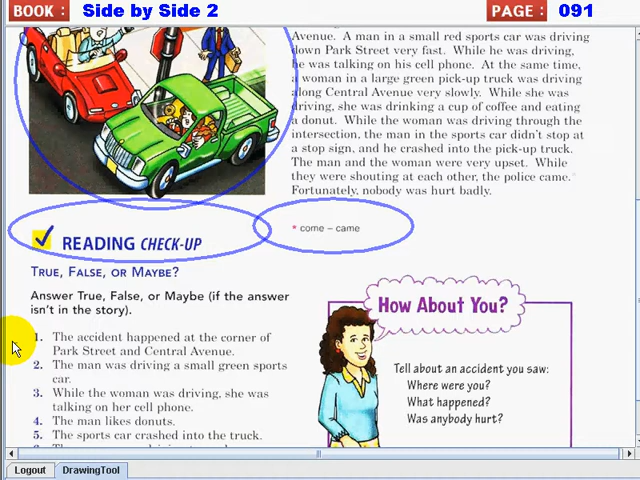 BOOK : Side by Side 2 PAGE : 091
Avenue. A man in a small red sports car was driving
down Park Street very fast. While he was driving,
he was talking on his cell phone. At the same time,
a woman in a large green pick-up truck was driving
along Central Avenue very slowly. While she was
driving, she was drinking a cup of coffee and eating
a donut. While the woman was driving through the
intersection, the man in the sports car didn't stop at
a stop sign, and he crashed into the pick-up truck.
The man and the woman were very upset. While
they were shouting at each other, the police came.*
Fortunately, nobody was hurt badly.
* come – came
READING CHECK-UP
TRUE, FALSE, OR MAYBE?
Answer True, False, or Maybe (if the answer
isn't in the story).
1. The accident happened at the corner of
Park Street and Central Avenue.
2. The man was driving a small green sports
car.
3. While the woman was driving, she was
talking on her cell phone.
4. The man likes donuts.
5. The sports car crashed into the truck.
How About You?
Tell about an accident you saw:
Where were you?
What happened?
Was anybody hurt?
Logout DrawingTool